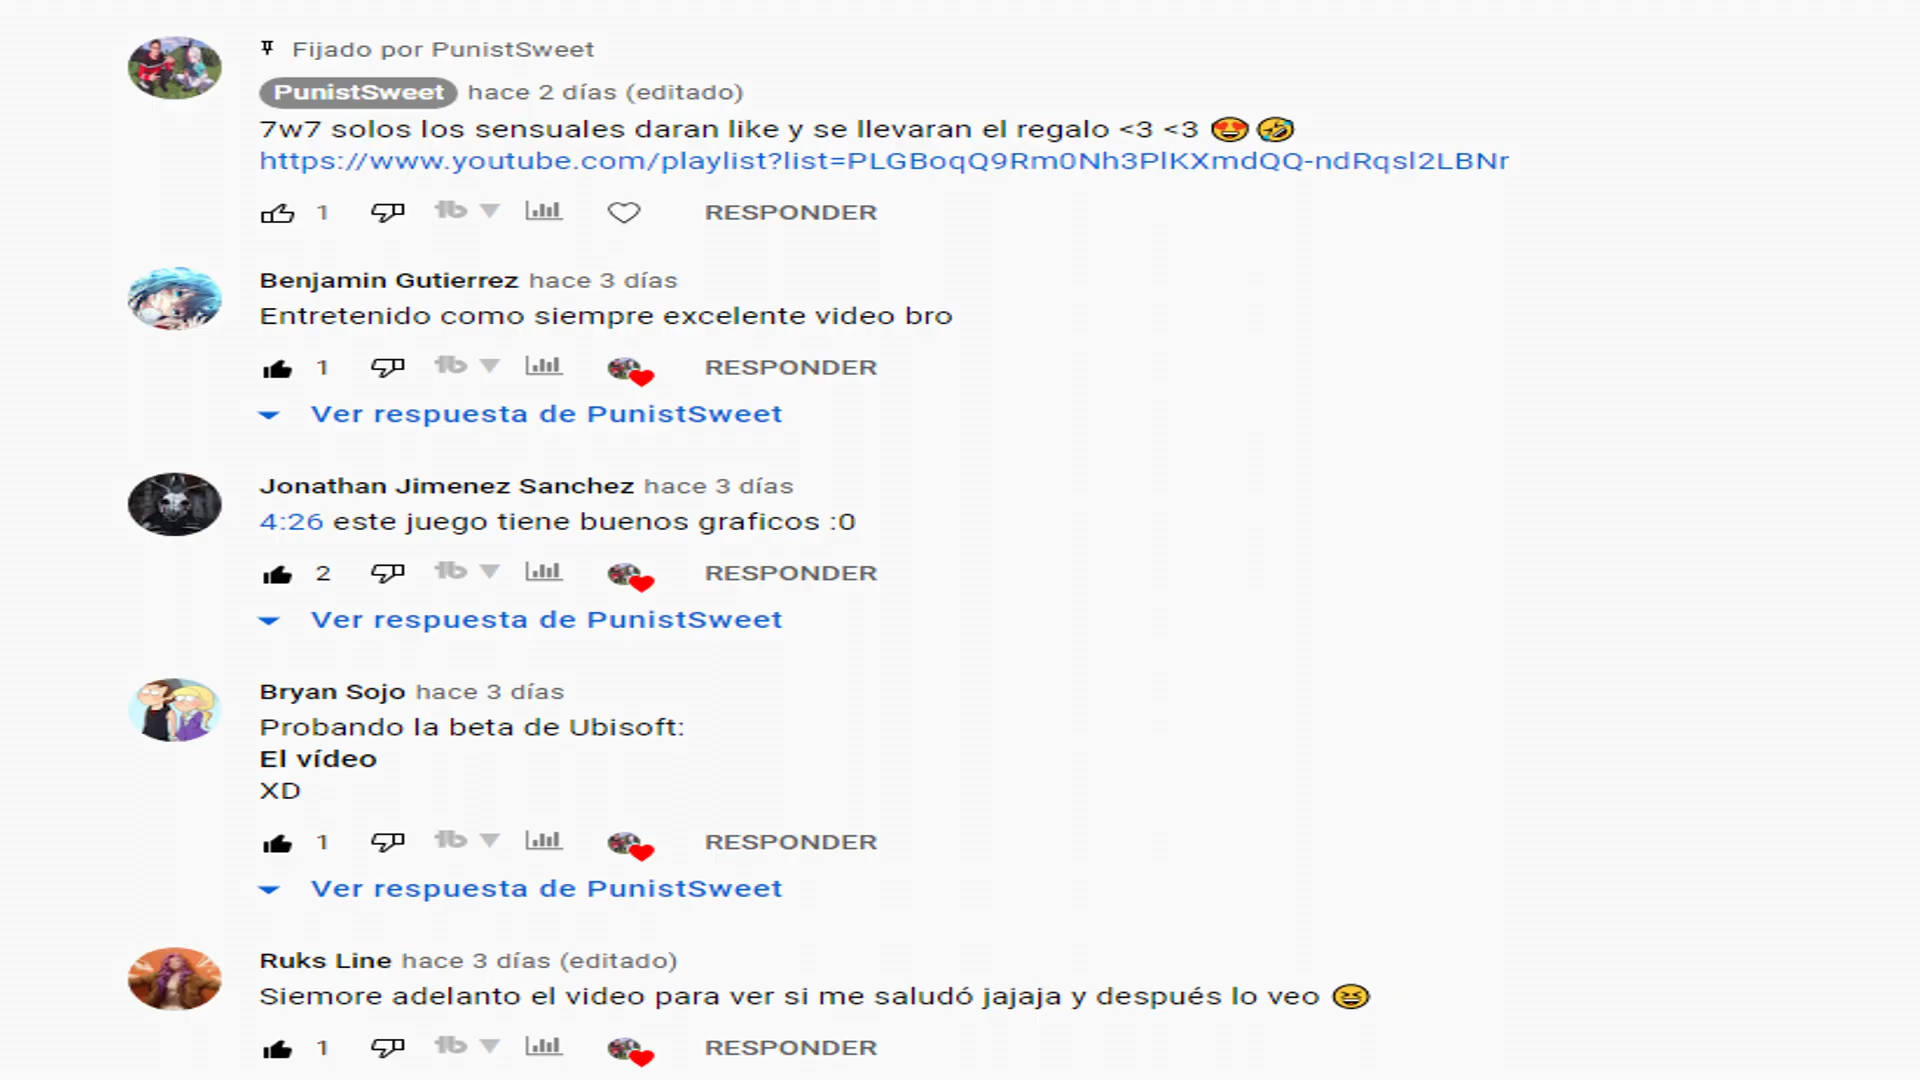 Fijado por PunistSweet
PunistSweet hace 2 días (editado)
7w7 solos los sensuales daran like y se llevaran el regalo <3 <3 😍🤣
https://www.youtube.com/playlist?list=PLGBoqQ9Rm0Nh3PlKXmdQQ-ndRqsl2LBNr
1 RESPONDER
Benjamin Gutierrez hace 3 días
Entretenido como siempre excelente video bro
1 RESPONDER
Ver respuesta de PunistSweet
Jonathan Jimenez Sanchez hace 3 días
4:26 este juego tiene buenos graficos :0
2 RESPONDER
Ver respuesta de PunistSweet
Bryan Sojo hace 3 días
Probando la beta de Ubisoft:
El vídeo
XD
1 RESPONDER
Ver respuesta de PunistSweet
Ruks Line hace 3 días (editado)
Siemore adelanto el video para ver si me saludó jajaja y después lo veo 😆
1 RESPONDER